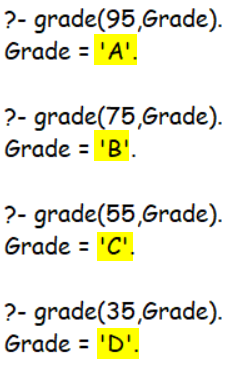 ?- grade(95,Grade).
Grade = 'A'.
?- grade(75,Grade).
Grade = 'B'.
?- grade(55,Grade).
Grade = 'C'.
?- grade(35,Grade).
Grade = 'D'.